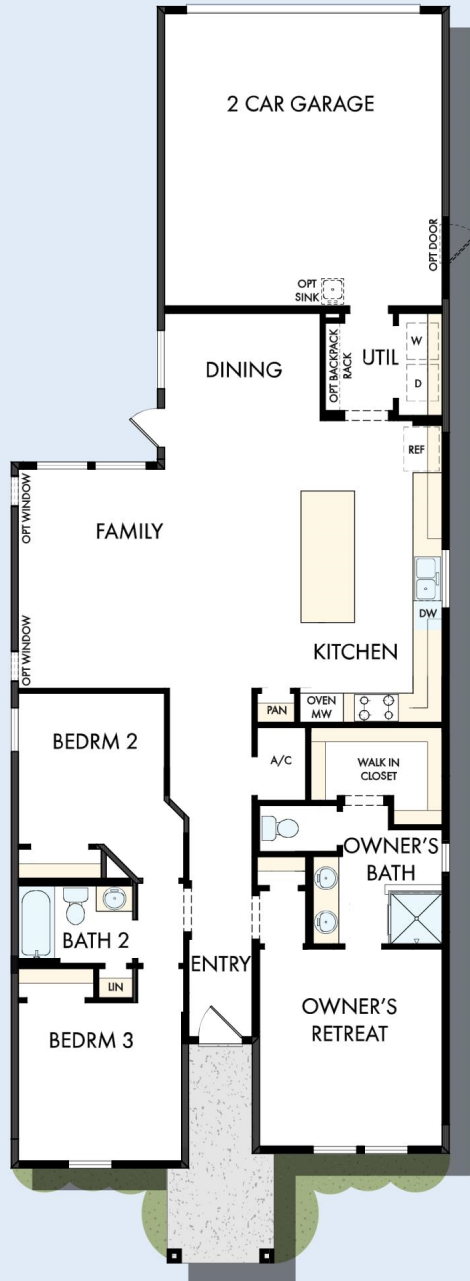 2 CAR GARAGE
OPT DOOR
OPT
SINK
OPT BACKPACK
RACK
UTIL
W
D
DINING
REF
OPT WINDOW
FAMILY
DW
OPT WINDOW
KITCHEN
PAN
OVEN
MW
BEDRM 2
A/C
WALK IN
CLOSET
OWNER'S
BATH
BATH 2
ENTRY
LIN
OWNER'S
RETREAT
BEDRM 3